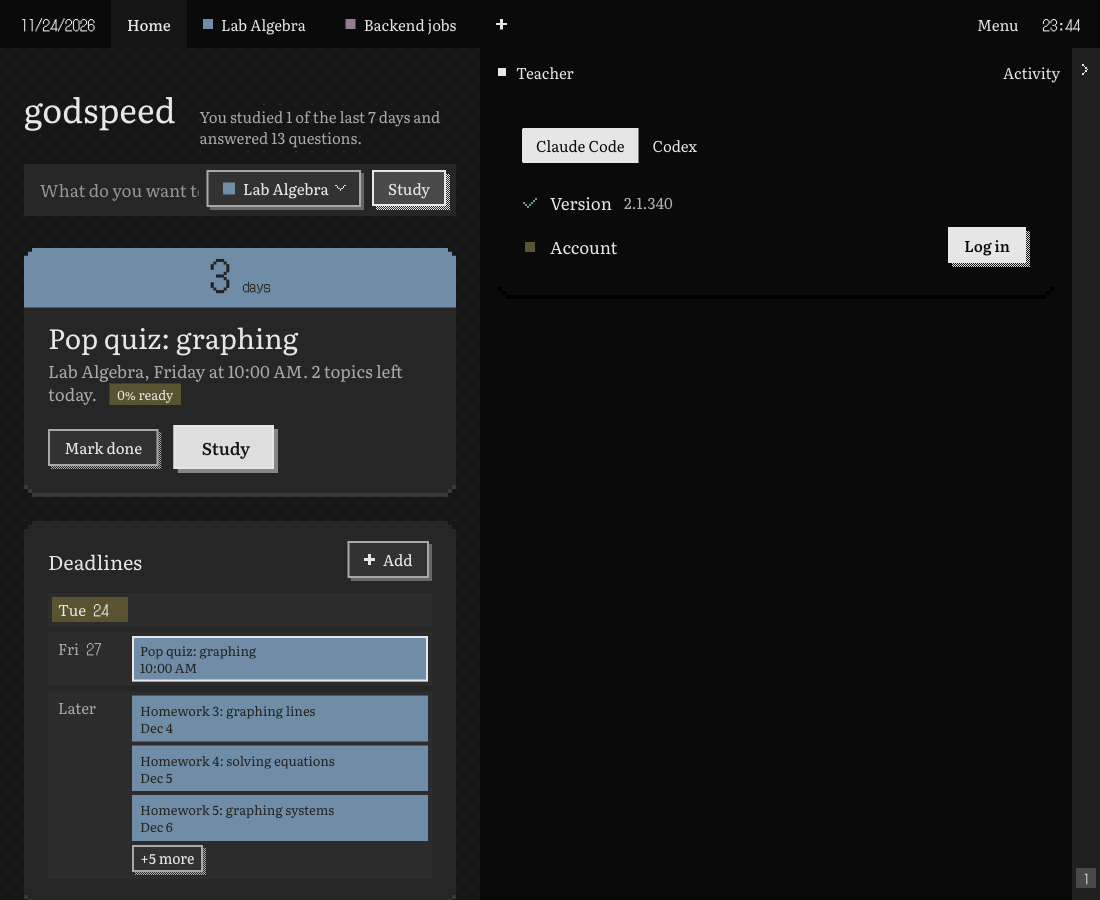 11/24/2026 Home Lab Algebra Backend jobs + Menu 23:44
Teacher Activity
godspeed
You studied 1 of the last 7 days and
answered 13 questions.
What do you want t Lab Algebra Study
Claude Code Codex
Version 2.1.340
Account Log in
3 days
Pop quiz: graphing
Lab Algebra, Friday at 10:00 AM. 2 topics left
today. 0% ready
Mark done Study
Deadlines + Add
Tue 24
Fri 27
Pop quiz: graphing
10:00 AM
Later
Homework 3: graphing lines
Dec 4
Homework 4: solving equations
Dec 5
Homework 5: graphing systems
Dec 6
+5 more
1